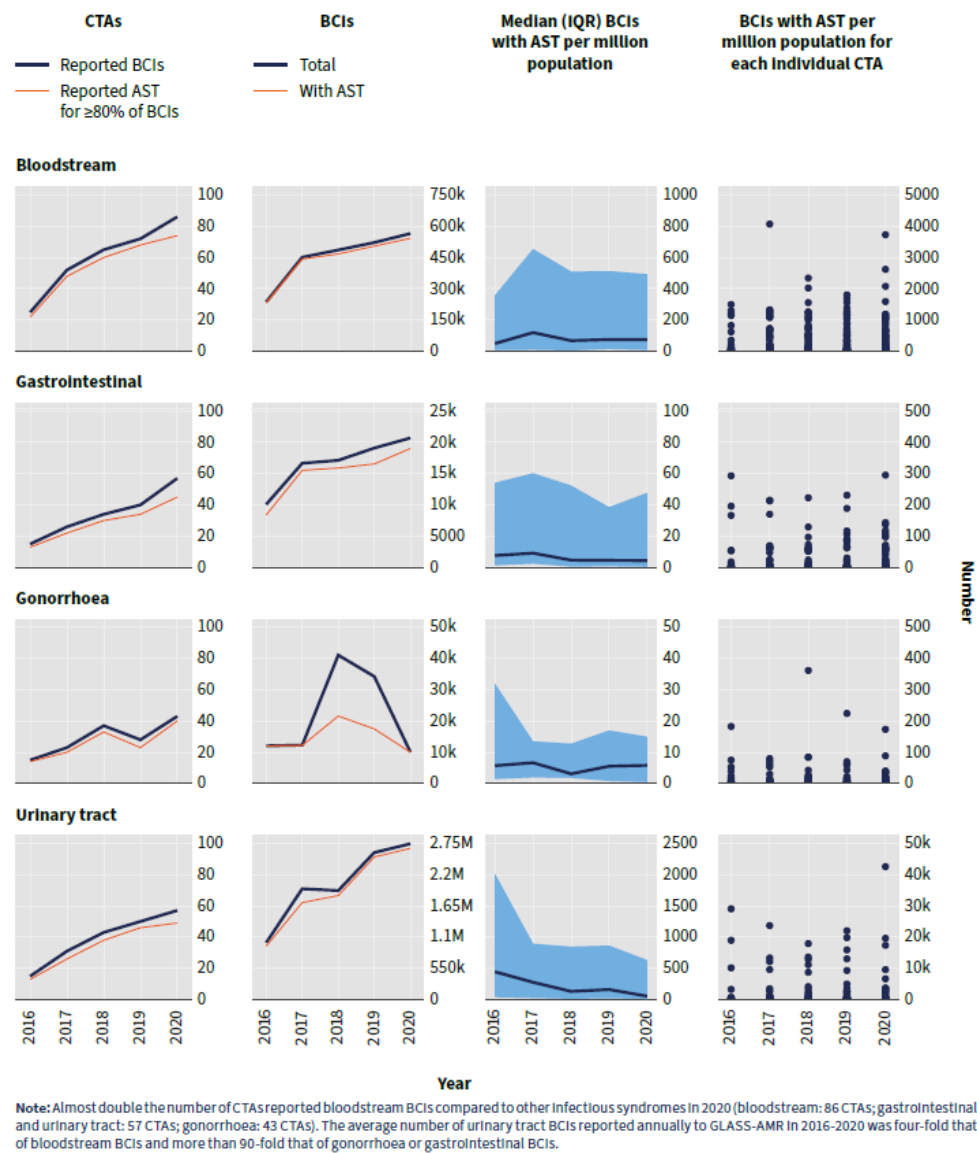 CTAs
BCIs
Median (IQR) BCIs
with AST per million
population
BCIs with AST per
million population for
each individual CTA
Reported BCIs
Reported AST
for ≥80% of BCIs
Total
With AST
Bloodstream
100
80
60
40
20
0
750k
600k
450k
300k
150k
0
1000
800
600
400
200
0
5000
4000
3000
2000
1000
0
Gastrointestinal
100
80
60
40
20
0
25k
20k
15k
10k
5000
0
100
80
60
40
20
0
500
400
300
200
100
0
Gonorrhoea
100
80
60
40
20
0
50k
40k
30k
20k
10k
0
50
40
30
20
10
0
500
400
300
200
100
0
Urinary tract
100
80
60
40
20
0
2.75M
2.2M
1.65M
1.1M
550k
0
2500
2000
1500
1000
500
0
50k
40k
30k
20k
10k
0
Number
2016
2017
2018
2019
2020
2016
2017
2018
2019
2020
2016
2017
2018
2019
2020
2016
2017
2018
2019
2020
Year
Note: Almost double the number of CTAs reported bloodstream BCIs compared to other infectious syndromes in 2020 (bloodstream: 86 CTAs; gastrointestinal
and urinary tract: 57 CTAs; gonorrhoea: 43 CTAs). The average number of urinary tract BCIs reported annually to GLASS-AMR in 2016-2020 was four-fold that
of bloodstream BCIs and more than 90-fold that of gonorrhoea or gastrointestinal BCIs.